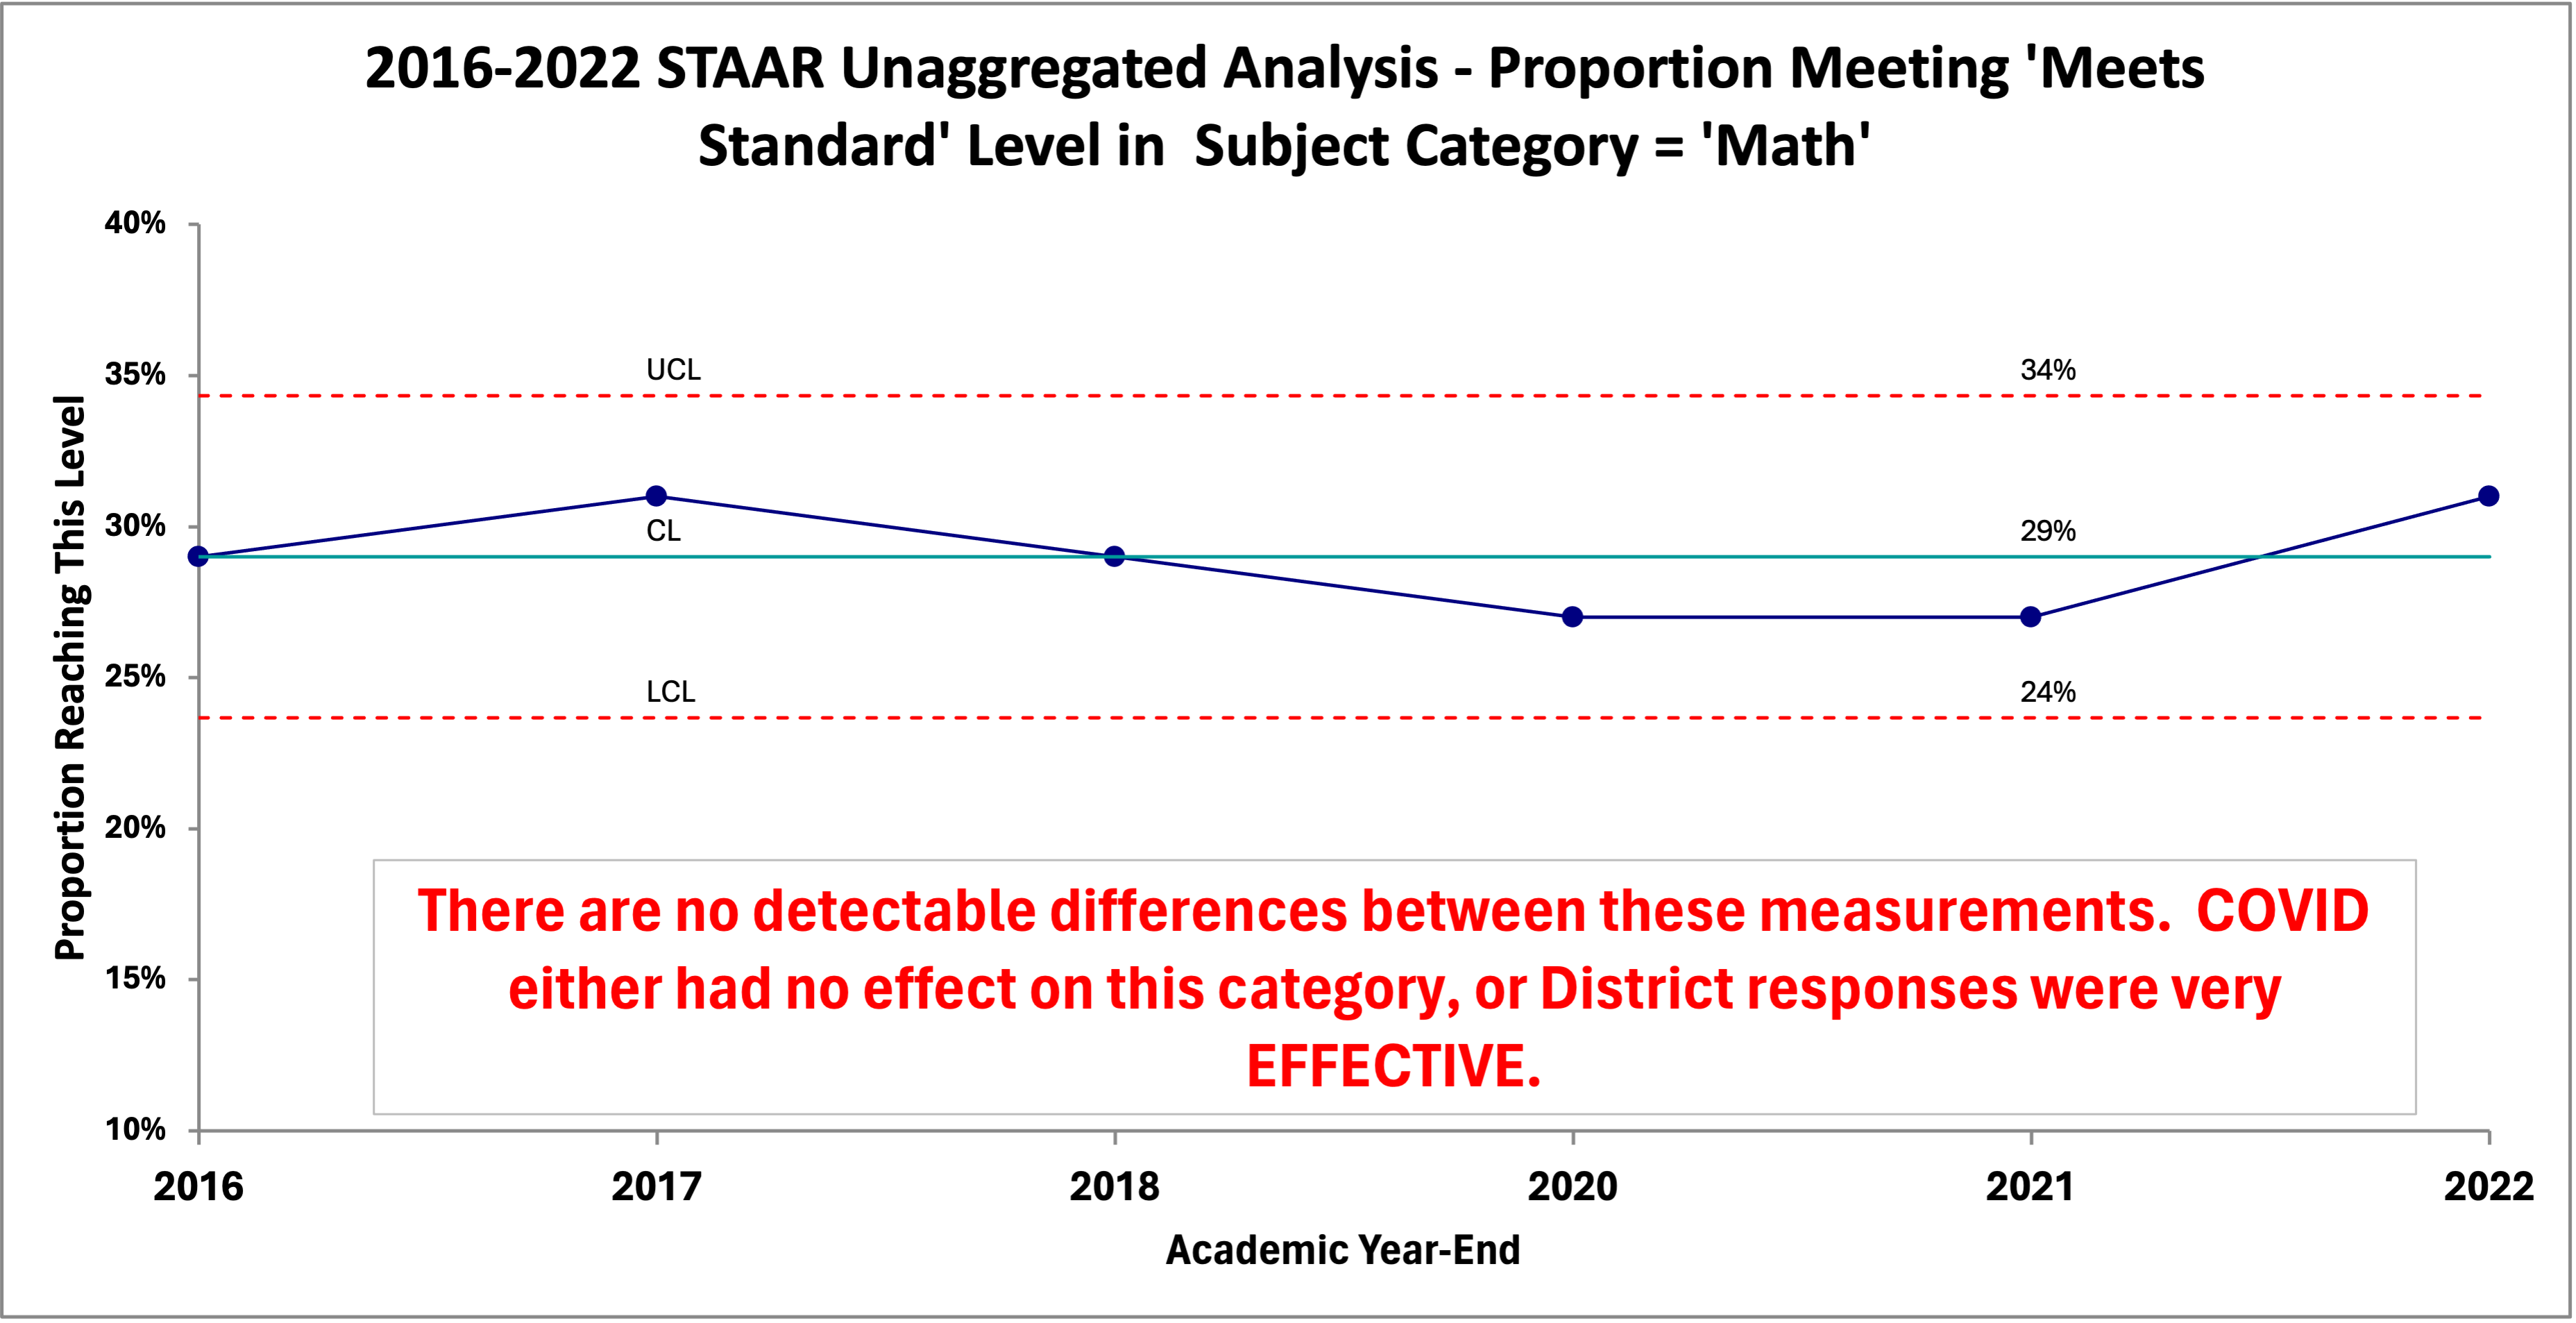 2016-2022 STAAR Unaggregated Analysis - Proportion Meeting 'Meets
Standard' Level in  Subject Category = 'Math'
Proportion Reaching This Level
40%
35%
30%
25%
20%
15%
10%
UCL
34%
CL
29%
LCL
24%
There are no detectable differences between these measurements.  COVID
either had no effect on this category, or District responses were very
EFFECTIVE.
2016
2017
2018
2020
2021
2022
Academic Year-End